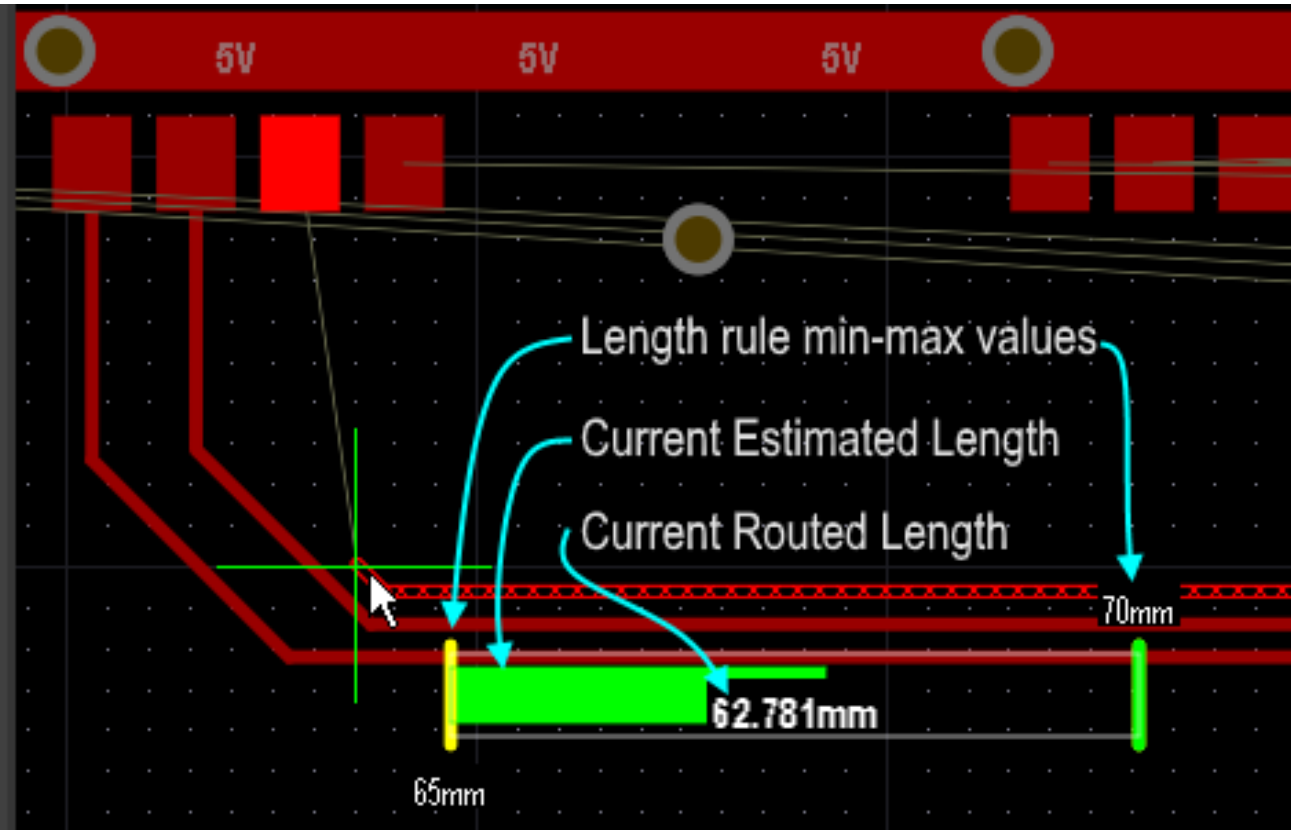 5V 5V 5V
Length rule min-max values
Current Estimated Length
Current Routed Length
70mm
62.781mm
65mm